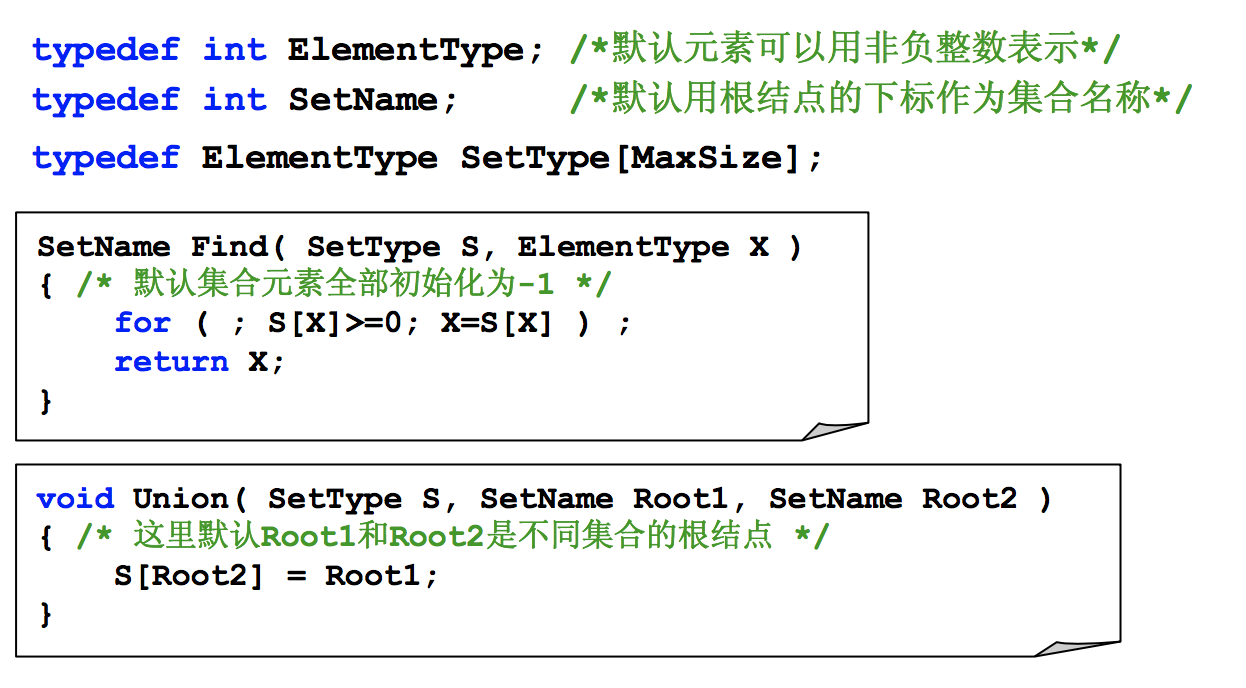 typedef int ElementType; /*默认元素可以用非负整数表示*/
typedef int SetName; /*默认用根结点的下标作为集合名称*/
typedef ElementType SetType[MaxSize];
SetName Find( SetType S, ElementType X )
{ /* 默认集合元素全部初始化为-1 */
for ( ; S[X]>=0; X=S[X] ) ;
return X;
}
void Union( SetType S, SetName Root1, SetName Root2 )
{ /* 这里默认Root1和Root2是不同集合的根结点 */
S[Root2] = Root1;
}